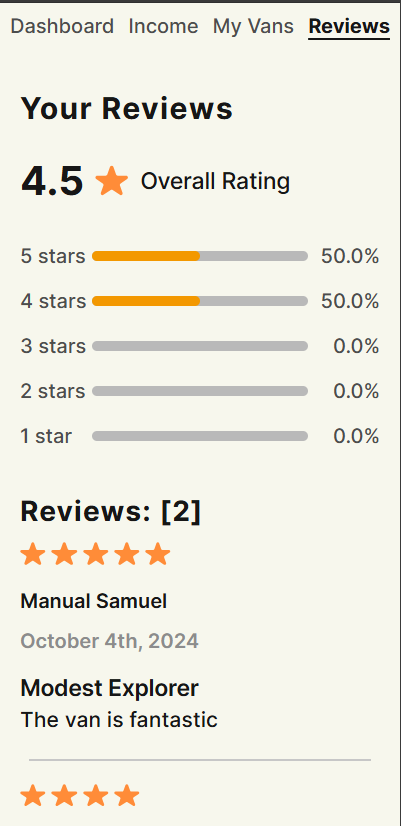 Dashboard Income My Vans Reviews
Your Reviews
4.5 Overall Rating
5 stars 50.0%
4 stars 50.0%
3 stars 0.0%
2 stars 0.0%
1 star 0.0%
Reviews: [2]
Manual Samuel
October 4th, 2024
Modest Explorer
The van is fantastic